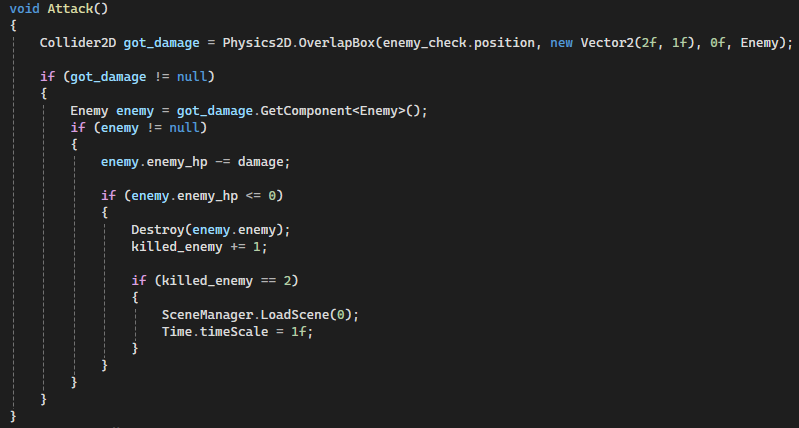 void Attack()
{
    Collider2D got_damage = Physics2D.OverlapBox(enemy_check.position, new Vector2(2f, 1f), 0f, Enemy);

    if (got_damage != null)
    {
        Enemy enemy = got_damage.GetComponent<Enemy>();
        if (enemy != null)
        {
            enemy.enemy_hp -= damage;

            if (enemy.enemy_hp <= 0)
            {
                Destroy(enemy.enemy);
                killed_enemy += 1;

                if (killed_enemy == 2)
                {
                    SceneManager.LoadScene(0);
                    Time.timeScale = 1f;
                }
            }
        }
    }
}